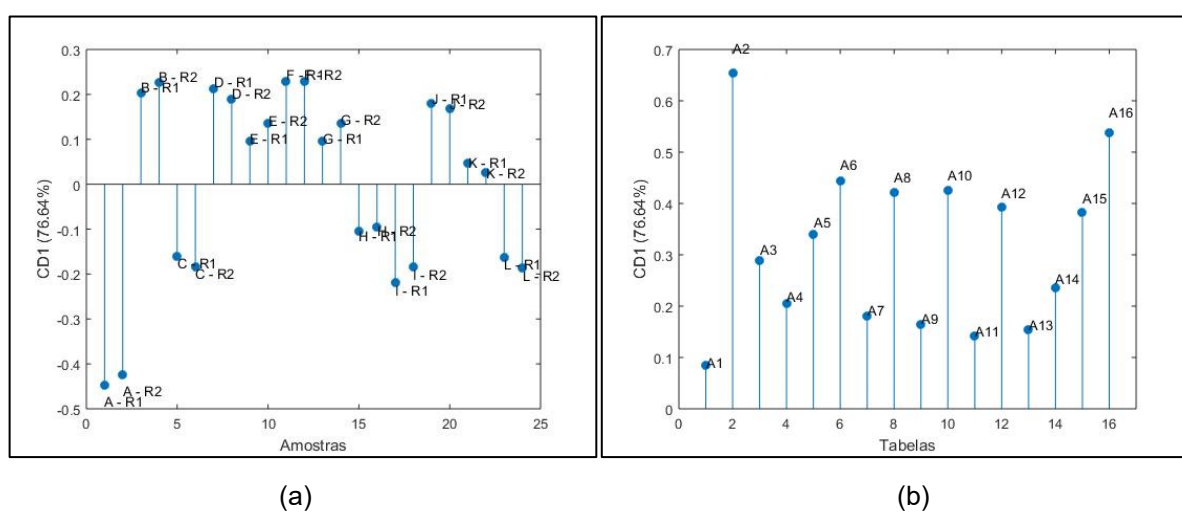 0.3
0.2
0.1
0
-0.1
-0.2
-0.3
-0.4
-0.5
CD1 (76.64%)
0
5
10
15
20
25
Amostras
A - R1
A - R2
B - R1
B - R2
C - R1
C - R2
D - R1
D - R2
E - R1
E - R2
F - R1
R2
G - R1
G - R2
H - R1
H - R2
I - R1
I - R2
J - R1
J - R2
K - R1
K - R2
L - R1
L - R2
(a)
0.7
0.6
0.5
0.4
0.3
0.2
0.1
0
CD1 (76.64%)
0
2
4
6
8
10
12
14
16
Tabelas
A1
A2
A3
A4
A5
A6
A7
A8
A9
A10
A11
A12
A13
A14
A15
A16
(b)